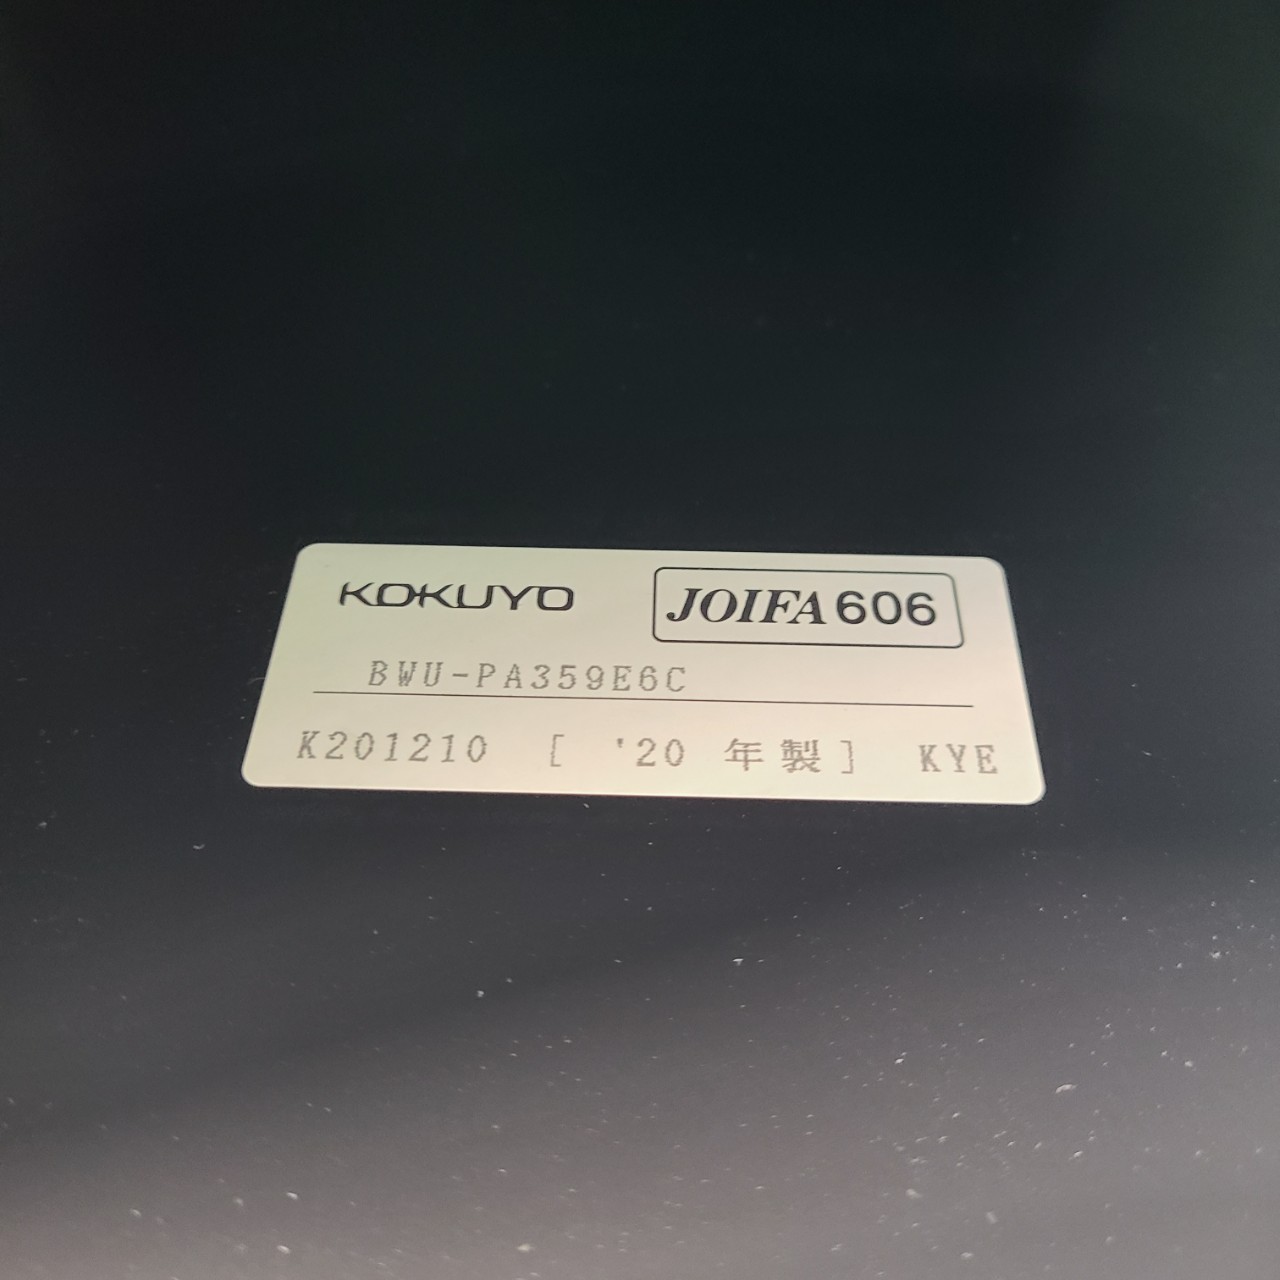 KOKUYO JOIFA606
BWU-PA359E6C
K201210 [ '20 年製] KYE